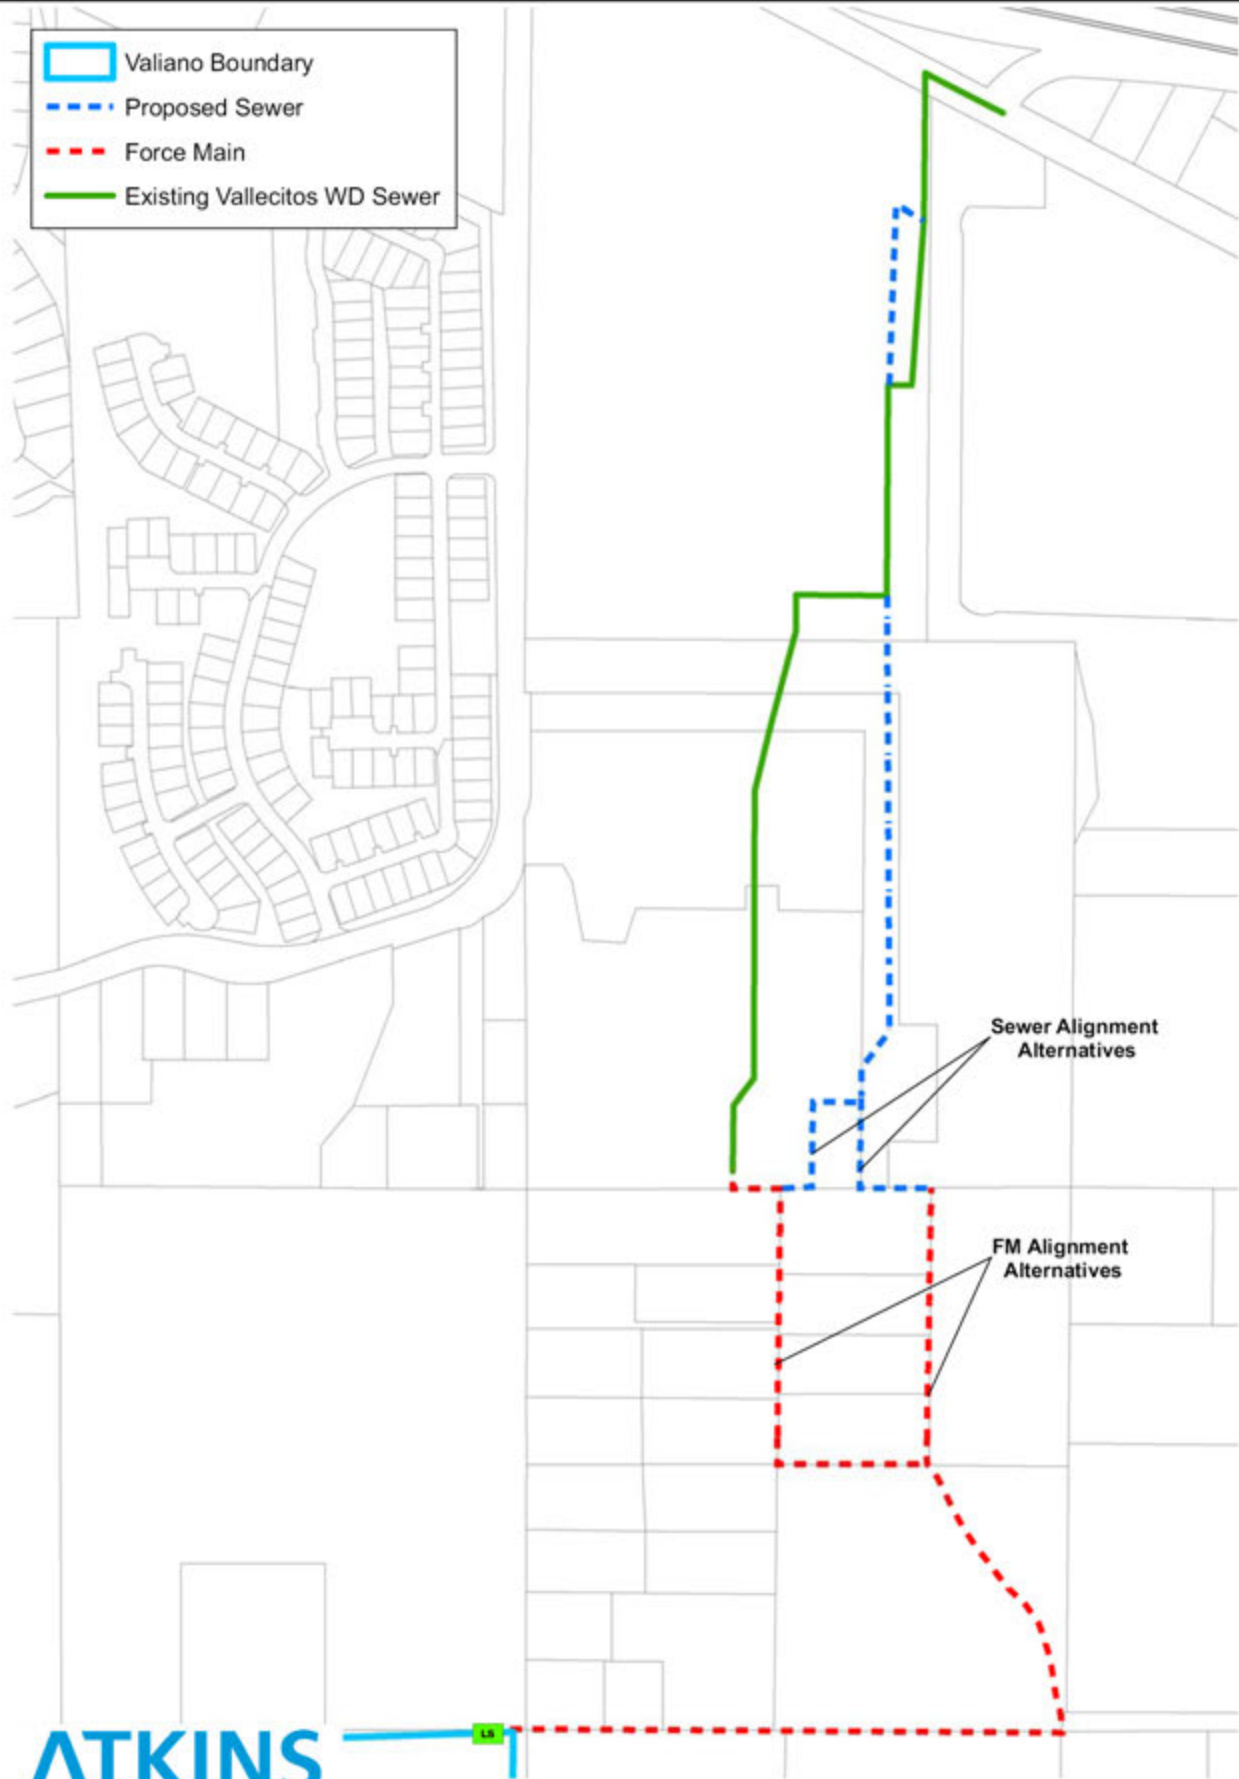 Valiano Boundary
Proposed Sewer
Force Main
Existing Vallecitos WD Sewer
Sewer Alignment
Alternatives
FM Alignment
Alternatives
LS
ATKINS